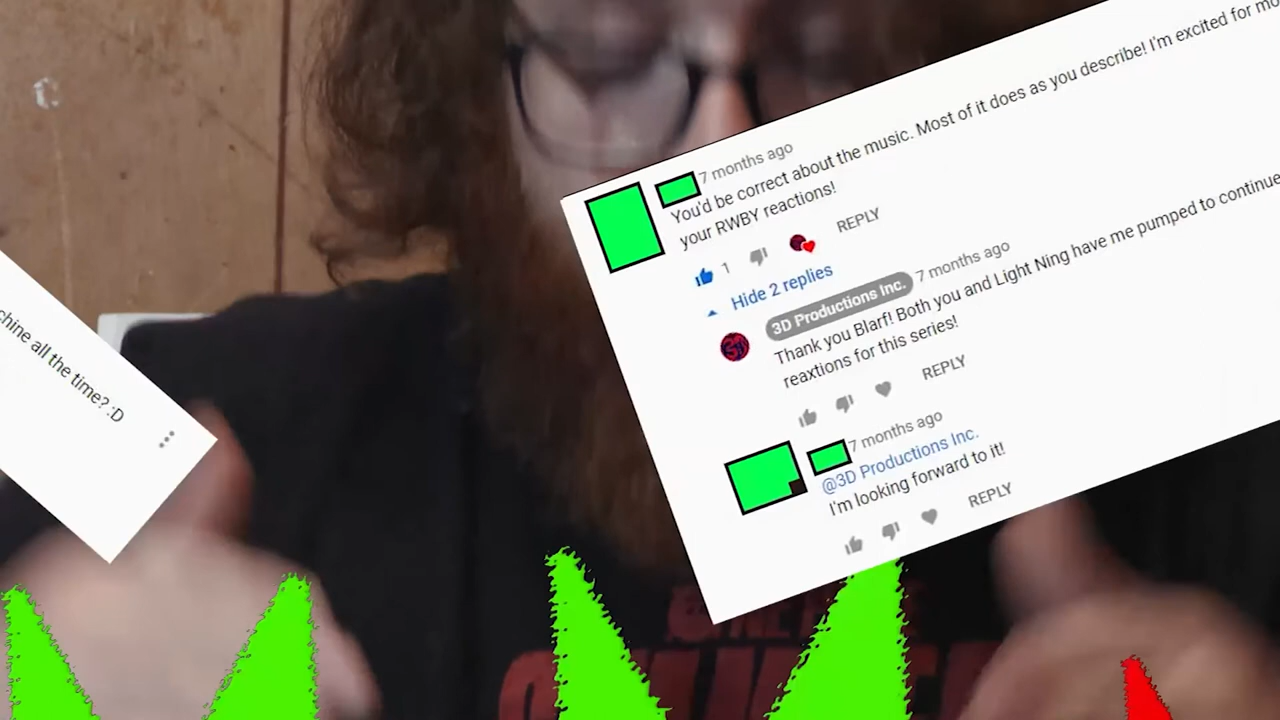 7 months ago
You'd be correct about the music. Most of it does as you describe! I'm excited for
your RWBY reactions!
1
REPLY
Hide 2 replies
3D Productions Inc. 7 months ago
Thank you Blarf! Both you and Light Ning have me pumped to continue
reaxtions for this series!
REPLY
7 months ago
@3D Productions Inc.
I'm looking forward to it!
REPLY
all the time? :D